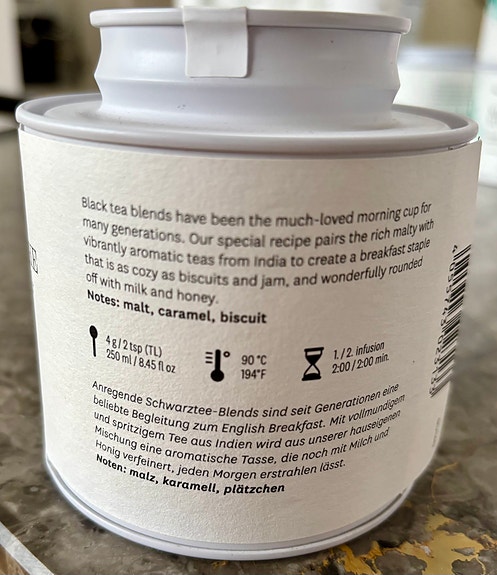 Black tea blends have been the much-loved morning cup for
many generations. Our special recipe pairs the rich malty with
vibrantly aromatic teas from India to create a breakfast staple
that is as cozy as biscuits and jam, and wonderfully rounded
off with milk and honey.
Notes: malt, caramel, biscuit
4 g / 2 tsp (TL)
250 ml / 8.45 fl oz
90 °C
194°F
1. / 2. infusion
2:00 / 2:00 min.
Anregende Schwarztee-Blends sind seit Generationen eine
beliebte Begleitung zum English Breakfast. Mit vollmundigem
und spritzigem Tee aus Indien wird aus unserer hauseigenen
Mischung eine aromatische Tasse, die noch mit Milch und
Honig verfeinert, jeden Morgen erstrahlen lässt.
Noten: malz, karamell, plätzchen